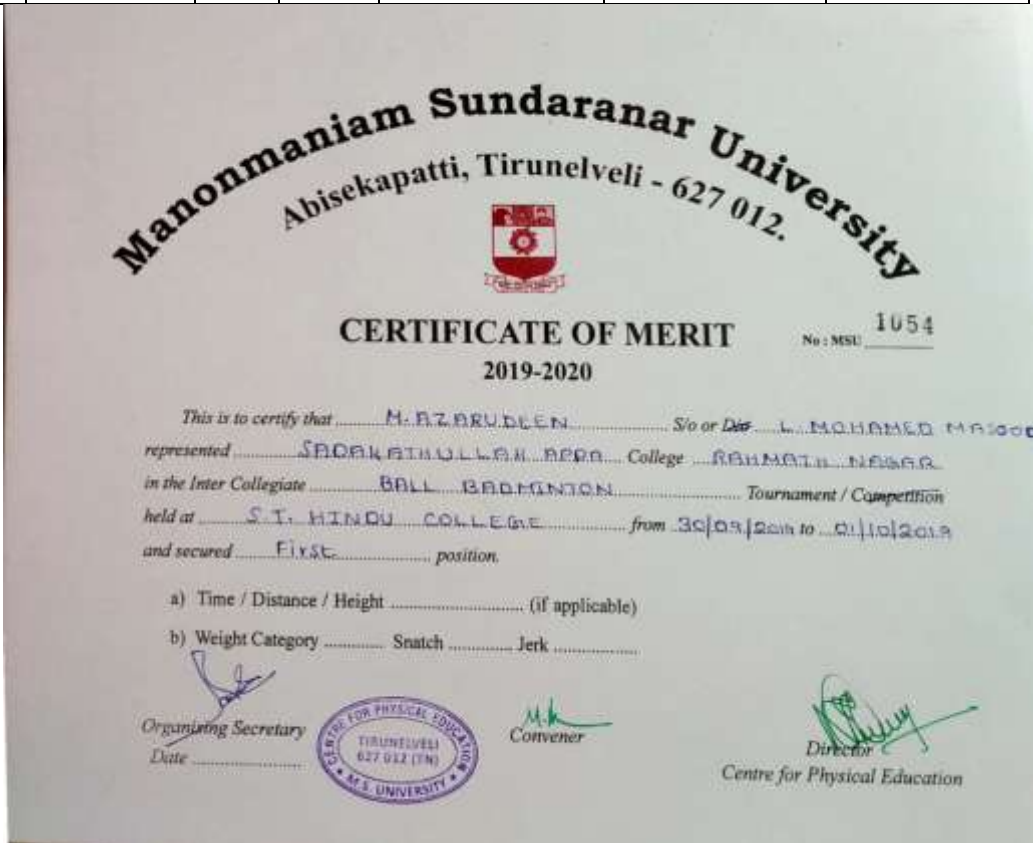 Manonmaniam Sundaranar University
Abisekapatti, Tirunelveli - 627 012.
CERTIFICATE OF MERIT
No : MSU 1054
2019-2020
This is to certify that M. AZARUDEEN S/o or D/o L. MOHAMED MASOOD
represented SADAKATHULLAH APPA College RAHMATH NAGAR
in the Inter Collegiate BALL BADMINTON Tournament / Competition
held at S.T. HINDU COLLEGE from 30/09/2019 to 01/10/2019
and secured First position.
a) Time / Distance / Height (if applicable)
b) Weight Category Snatch Jerk
Organising Secretary
Date
CENTRE FOR PHYSICAL EDUCATION
TIRUNELVELI
627 012 (TN)
M.S. UNIVERSITY
Convener
Director
Centre for Physical Education